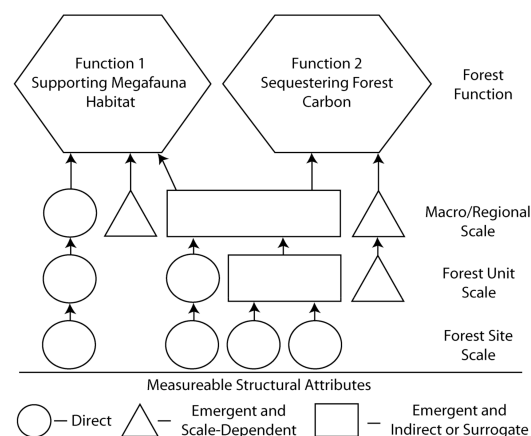 Function 1
Supporting Megafauna
Habitat
Function 2
Sequestering Forest
Carbon
Forest
Function
Macro/Regional
Scale
Forest Unit
Scale
Forest Site
Scale
Measureable Structural Attributes
– Direct
– Emergent and
Scale-Dependent
– Emergent and
Indirect or Surrogate